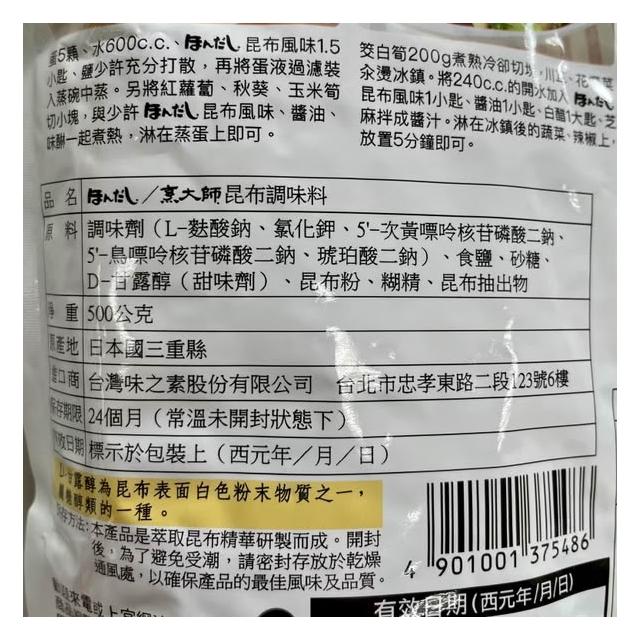 蛋5顆、水600c.c.、ほんだし 昆布風味1.5
小匙、鹽少許充分打散，再將蛋液過濾裝
入蒸碗中蒸。另將紅蘿蔔、秋葵、玉米筍
切小塊，與少許 ほんだし 昆布風味、醬油、
味醂一起煮熟，淋在蒸蛋上即可。
筊白筍200g煮熟冷卻切塊，川
汆燙冰鎮。將240c.c.的開水加入 ほんだし
昆布風味1小匙、醬油1小匙、白醋1大匙、芝
麻拌成醬汁。淋在冰鎮後的蔬菜、辣椒上，
放置5分鐘即可。
品 名 ほんだし／烹大師 昆布調味料
原 料 調味劑（L-麩酸鈉、氯化鉀、5'-次黃嘌呤核苷磷酸二鈉、
5'-鳥嘌呤核苷磷酸二鈉、琥珀酸二鈉）、食鹽、砂糖、
D-甘露醇（甜味劑）、昆布粉、糊精、昆布抽出物
淨 重 500公克
原產地 日本國三重縣
進口商 台灣味之素股份有限公司 台北市忠孝東路二段123號6樓
保存期限 24個月（常溫未開封狀態下）
有效日期 標示於包裝上（西元年／月／日）
D-甘露醇為昆布表面白色粉末物質之一，
醇類的一種。
保存方法:本產品是萃取昆布精華研製而成。開封
後，為了避免受潮，請密封存放於乾燥
通風處，以確保產品的最佳風味及品質。
4 901001 375486
有效日期(西元年/月/日)